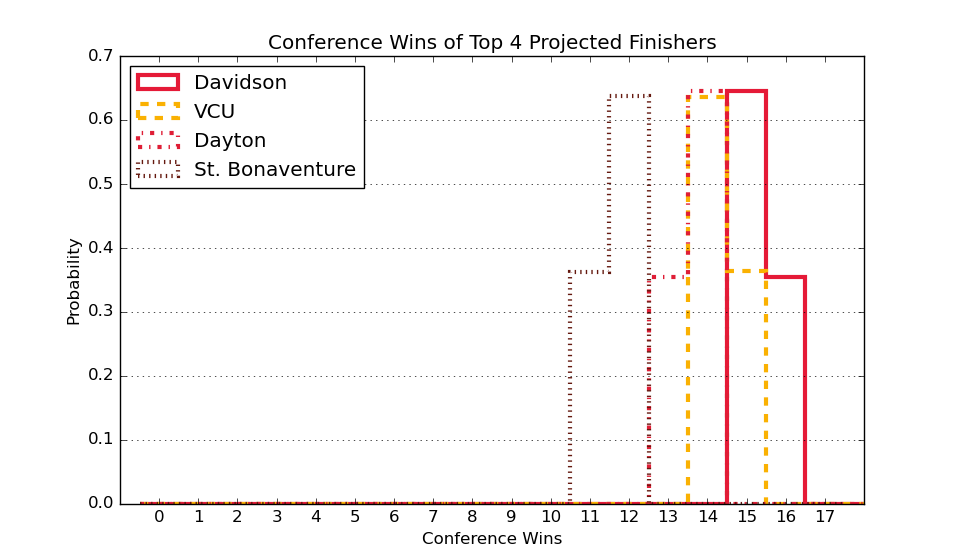 Conference Wins of Top 4 Projected Finishers
0.7
0.6
0.5
0.4
0.3
0.2
0.1
0.0
Probability
Davidson
VCU
Dayton
St. Bonaventure
0 1 2 3 4 5 6 7 8 9 10 11 12 13 14 15 16 17
Conference Wins